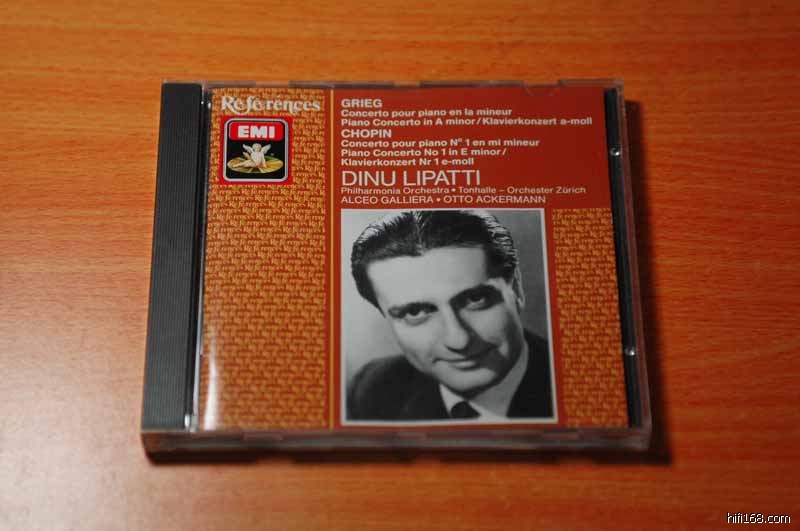 Références
EMI
GRIEG
Concerto pour piano en la mineur
Piano Concerto in A minor/Klavierkonzert a-moll
CHOPIN
Concerto pour piano Nº 1 en mi mineur
Piano Concerto No 1 in E minor/
Klavierkonzert Nr 1 e-moll
DINU LIPATTI
Philharmonia Orchestra • Tonhalle – Orchester Zürich
ALCEO GALLIERA • OTTO ACKERMANN
hifi168.com